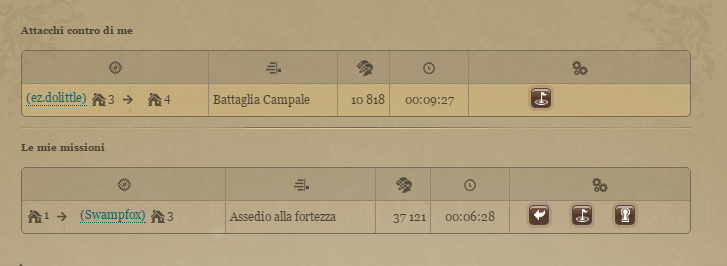 Attacchi contro di me
(ez.dolittle) 3 → 4 Battaglia Campale 10 818 00:09:27
Le mie missioni
1 → (Swampfox) 3 Assedio alla fortezza 37 121 00:06:28